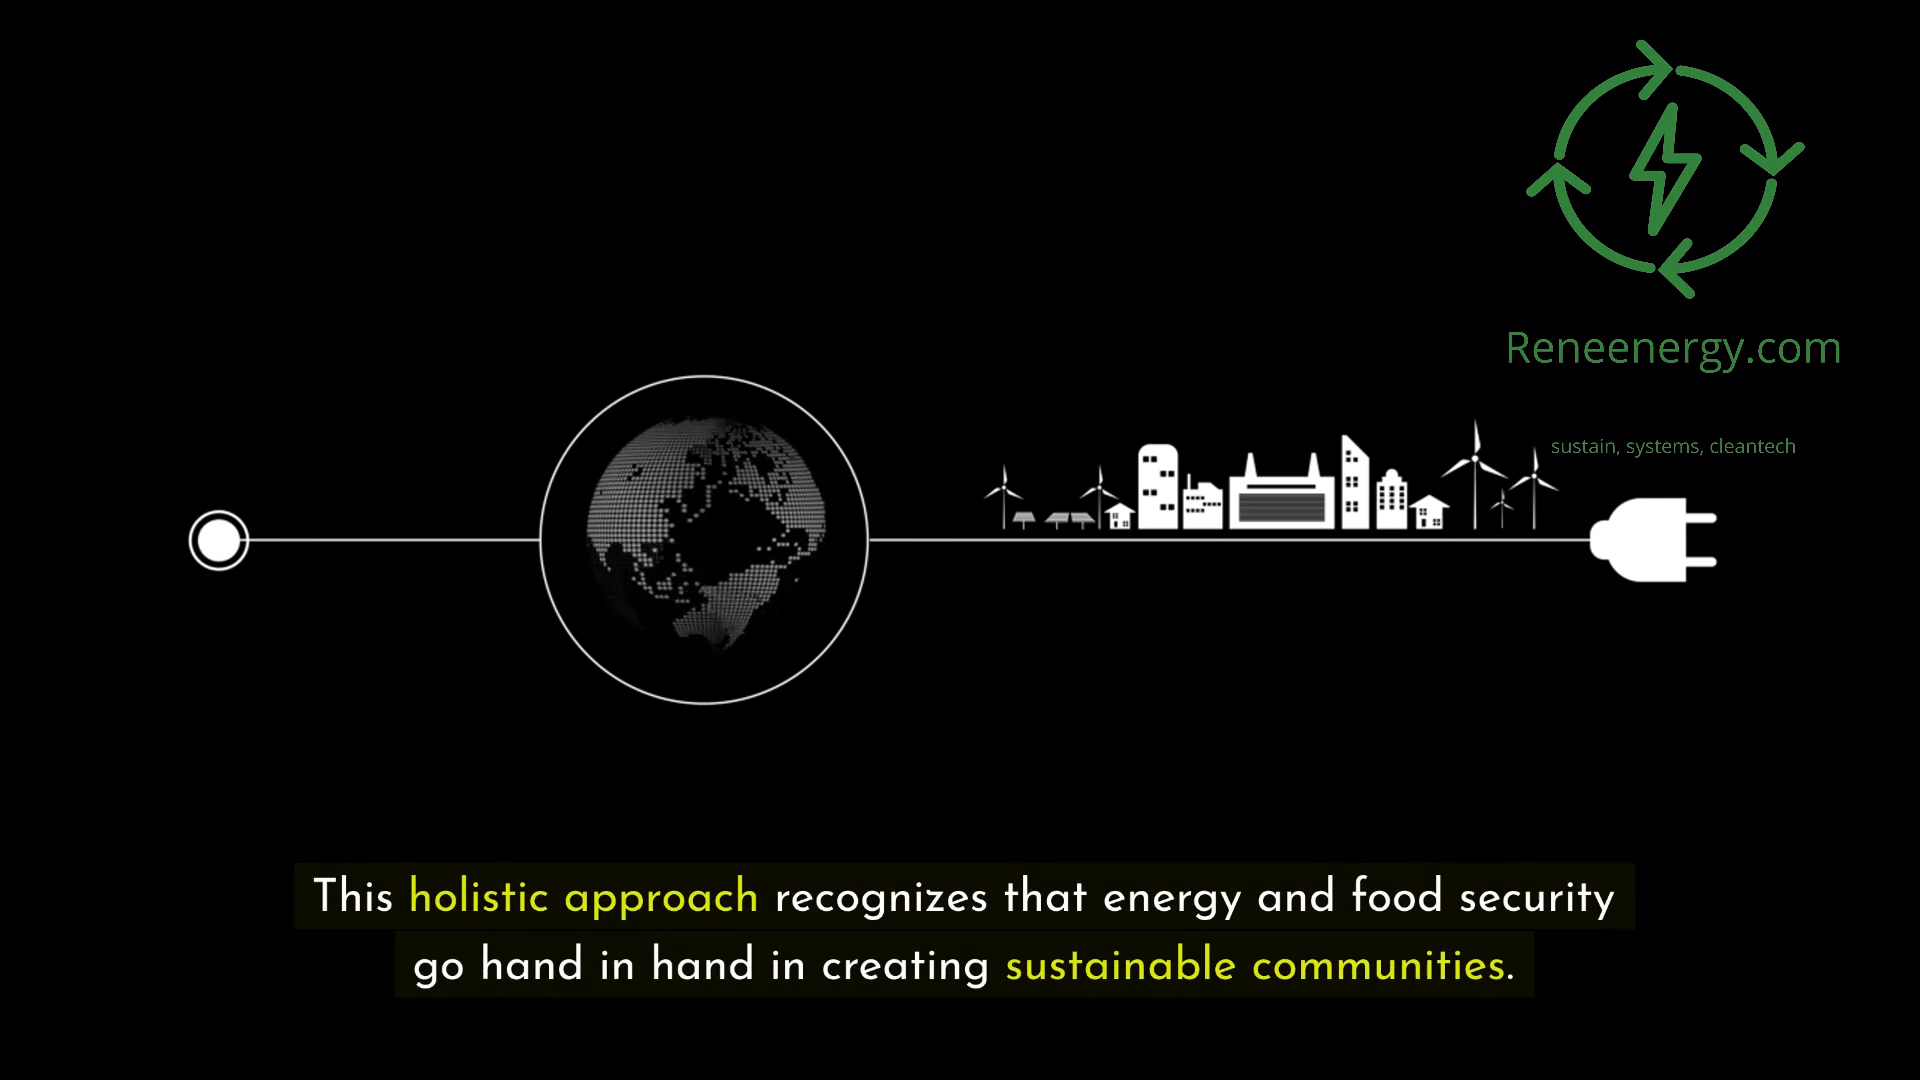 Reneenergy.com
sustain, systems, cleantech
This holistic approach recognizes that energy and food security
go hand in hand in creating sustainable communities.